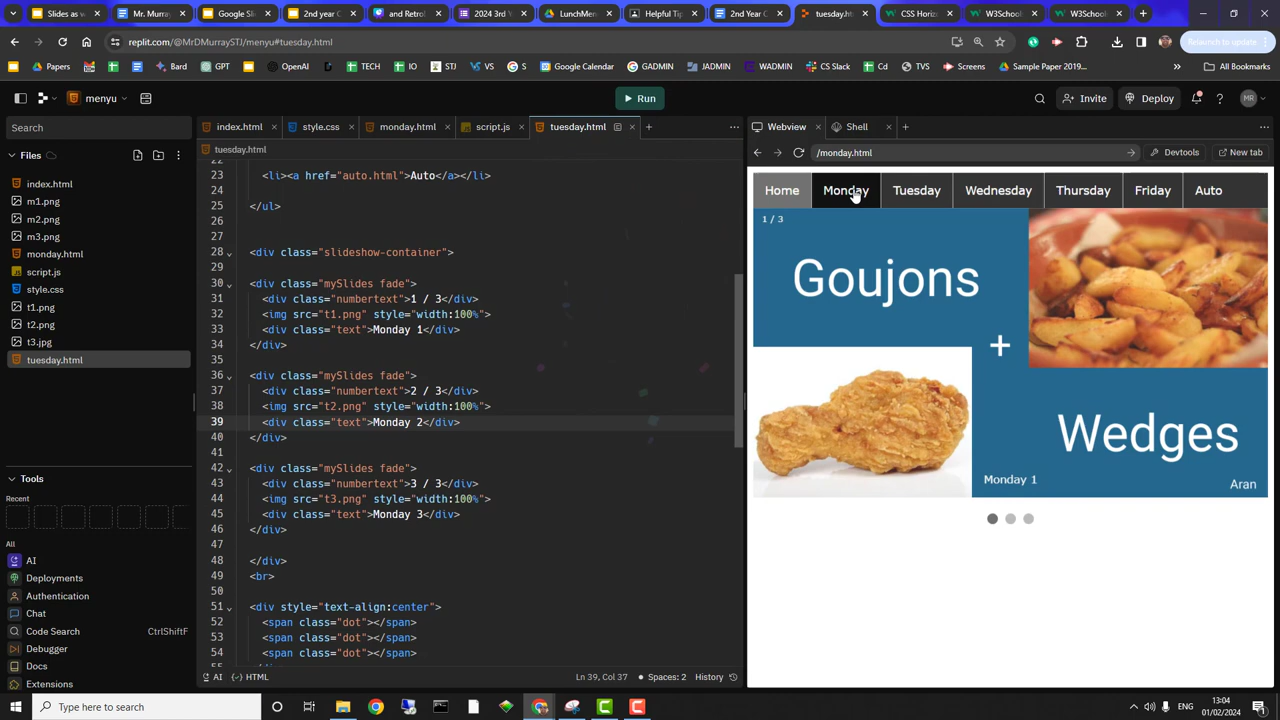 Slides as w
Mr. Murray
Google Sli
2nd year C
and Retrol
2024 3rd Y
LunchMen
Helpful Tip
2nd Year C
tuesday.ht
CSS Horiz
W3School
W3School
replit.com/@MrDMurraySTJ/menyu#tuesday.html
Relaunch to update
Papers
Bard
GPT
OpenAI
TECH
IO
STJ
VS
S
Google Calendar
GADMIN
JADMIN
WADMIN
CS Slack
Cd
TVS
Screens
Sample Paper 2019...
All Bookmarks
menyu
Run
Invite
Deploy
MR
Search
index.html
style.css
monday.html
script.js
tuesday.html
Webview
Shell
Files
tuesday.html
/monday.html
Devtools
New tab
index.html
m1.png
m2.png
m3.png
monday.html
script.js
style.css
t1.png
t2.png
t3.jpg
tuesday.html
22
23 <li><a href="auto.html">Auto</a></li>
24
25 </ul>
26
27
28 <div class="slideshow-container">
29
30 <div class="mySlides fade">
31 <div class="numbertext">1 / 3</div>
32 <img src="t1.png" style="width:100%">
33 <div class="text">Monday 1</div>
34 </div>
35
36 <div class="mySlides fade">
37 <div class="numbertext">2 / 3</div>
38 <img src="t2.png" style="width:100%">
39 <div class="text">Monday 2</div>
40 </div>
41
42 <div class="mySlides fade">
43 <div class="numbertext">3 / 3</div>
44 <img src="t3.png" style="width:100%">
45 <div class="text">Monday 3</div>
46 </div>
47
48 </div>
49 <br>
50
51 <div style="text-align:center">
52 <span class="dot"></span>
53 <span class="dot"></span>
54 <span class="dot"></span>
Home
Monday
Tuesday
Wednesday
Thursday
Friday
Auto
1 / 3
Goujons
+
Wedges
Monday 1
Aran
Tools
Recent
All
AI
Deployments
Authentication
Chat
Code Search CtrlShiftF
Debugger
Docs
Extensions
AI
HTML
Ln 39, Col 37
Spaces: 2
History
Type here to search
13:04
01/02/2024